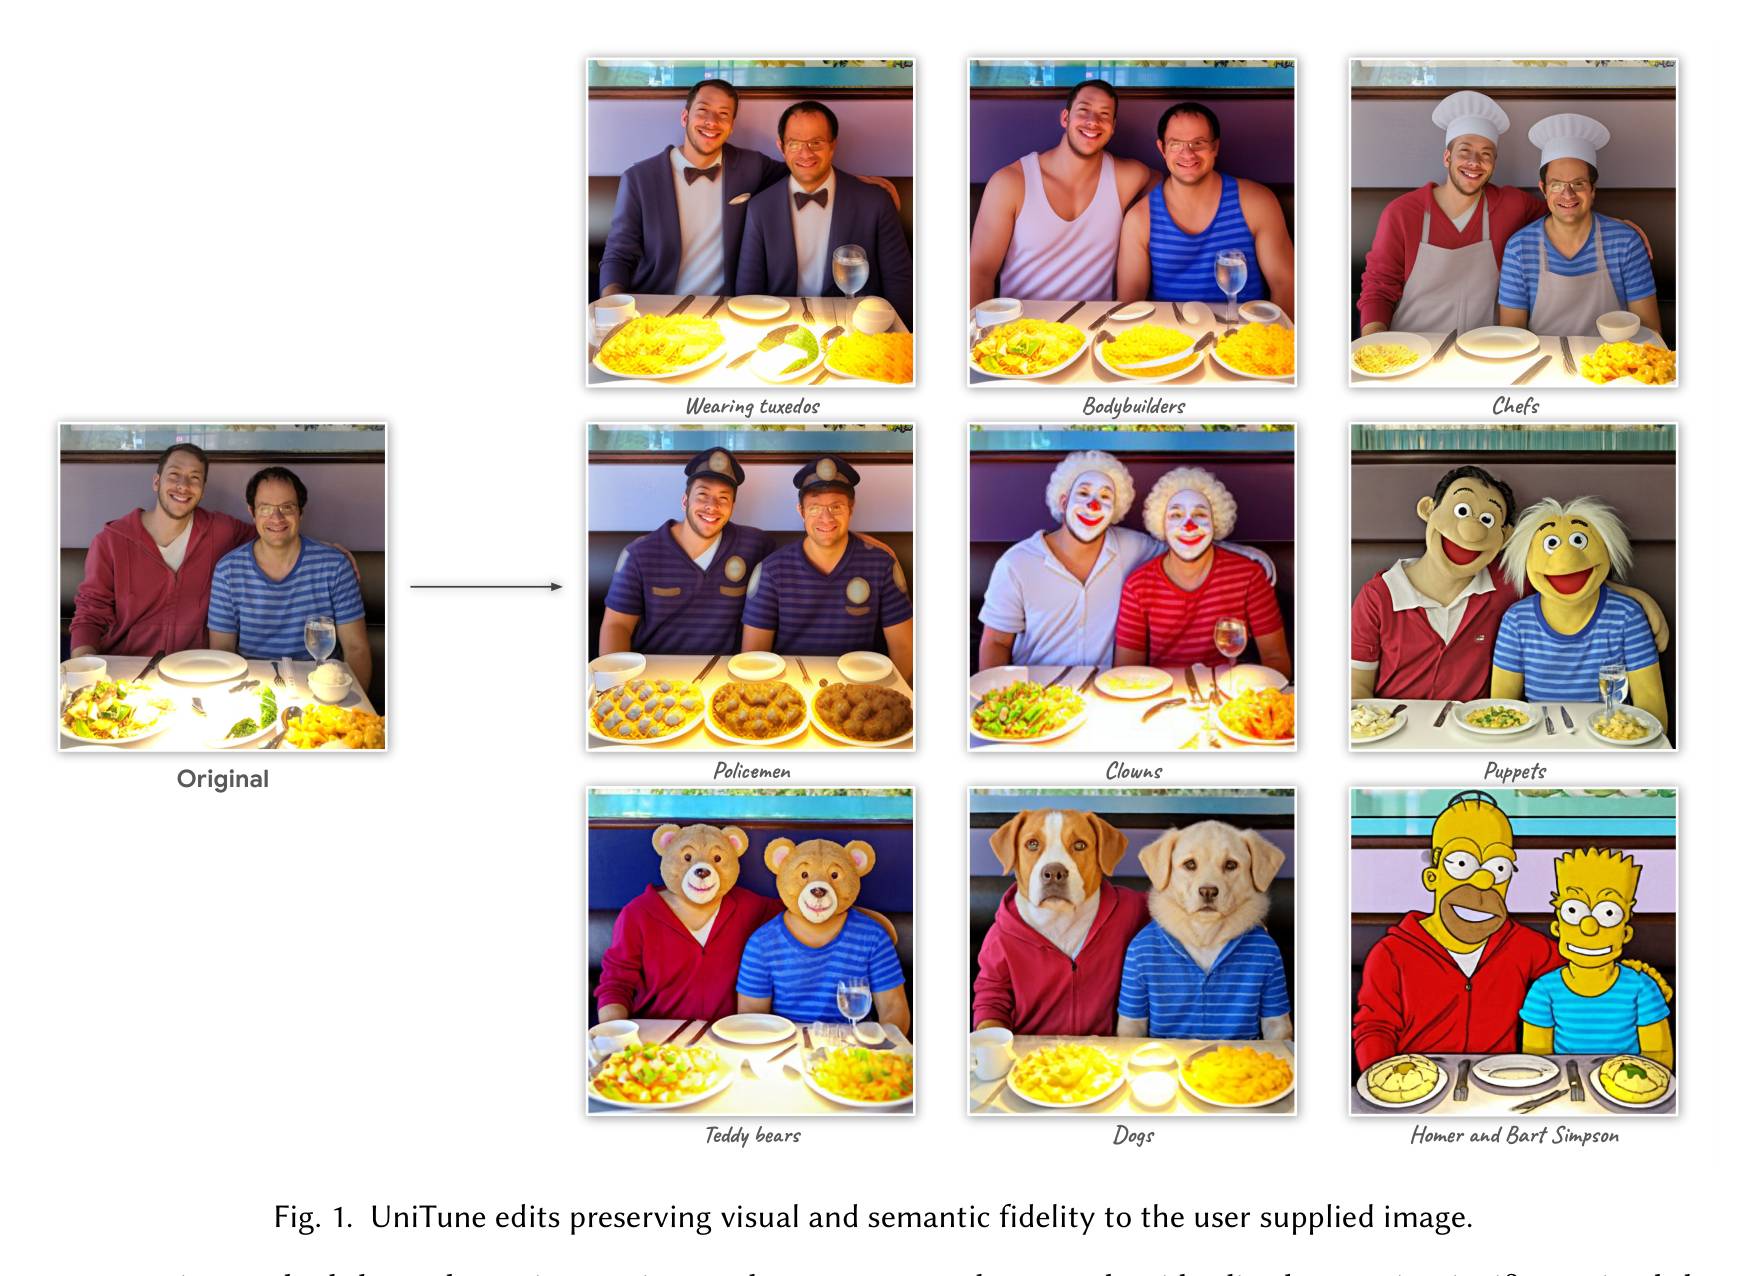 Wearing tuxedos
Bodybuilders
Chefs
Original
Policemen
Clowns
Puppets
Teddy bears
Dogs
Homer and Bart Simpson
Fig. 1. UniTune edits preserving visual and semantic fidelity to the user supplied image.